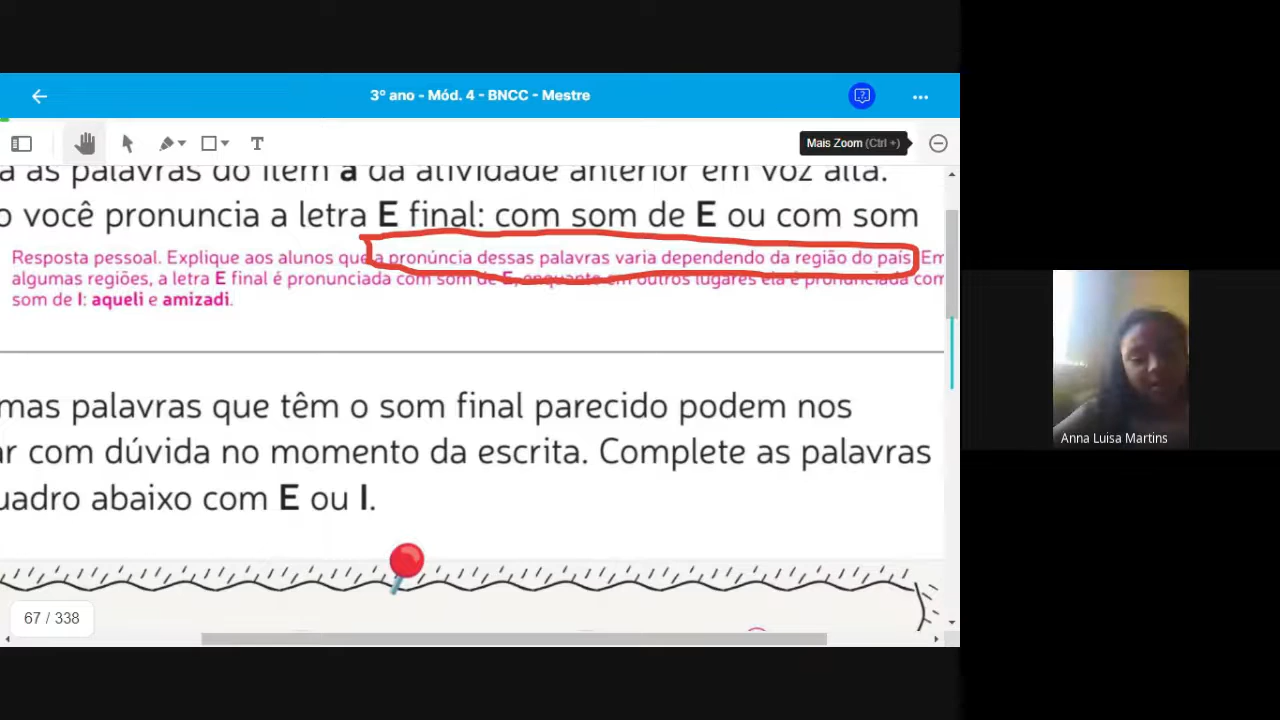 3º ano - Mód. 4 - BNCC - Mestre
Mais Zoom (Ctrl +)
T
a as palavras do item a da atividade anterior em voz alta.
o você pronuncia a letra E final: com som de E ou com som
Resposta pessoal. Explique aos alunos que a pronúncia dessas palavras varia dependendo da região do país. Em
algumas regiões, a letra E final é pronunciada com som de E, enquanto em outros lugares ela é pronunciada com
som de I: aqueli e amizadi.
mas palavras que têm o som final parecido podem nos
ar com dúvida no momento da escrita. Complete as palavras
uadro abaixo com E ou I.
67 / 338
Anna Luisa Martins